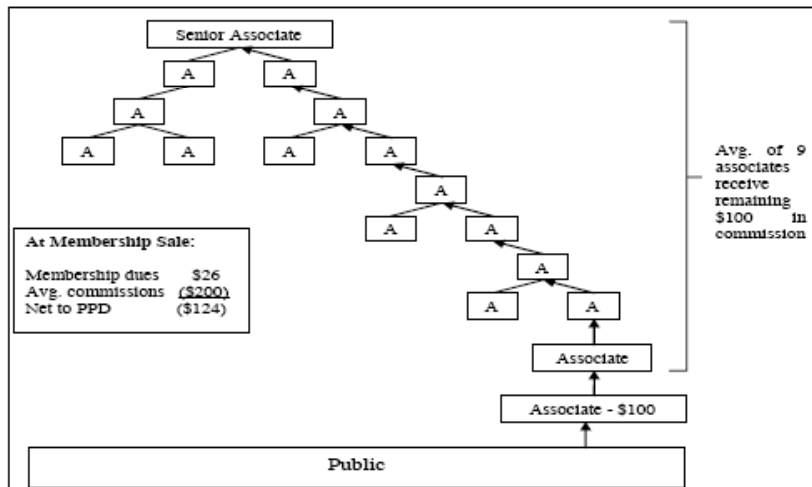 Senior Associate
A A
A A
A A A A
A
A A
A
A A
Associate
Associate - $100
Public
Avg. of 9
associates
receive
remaining
$100 in
commission
At Membership Sale:
Membership dues $26
Avg. commissions ($200)
Net to PPD ($124)